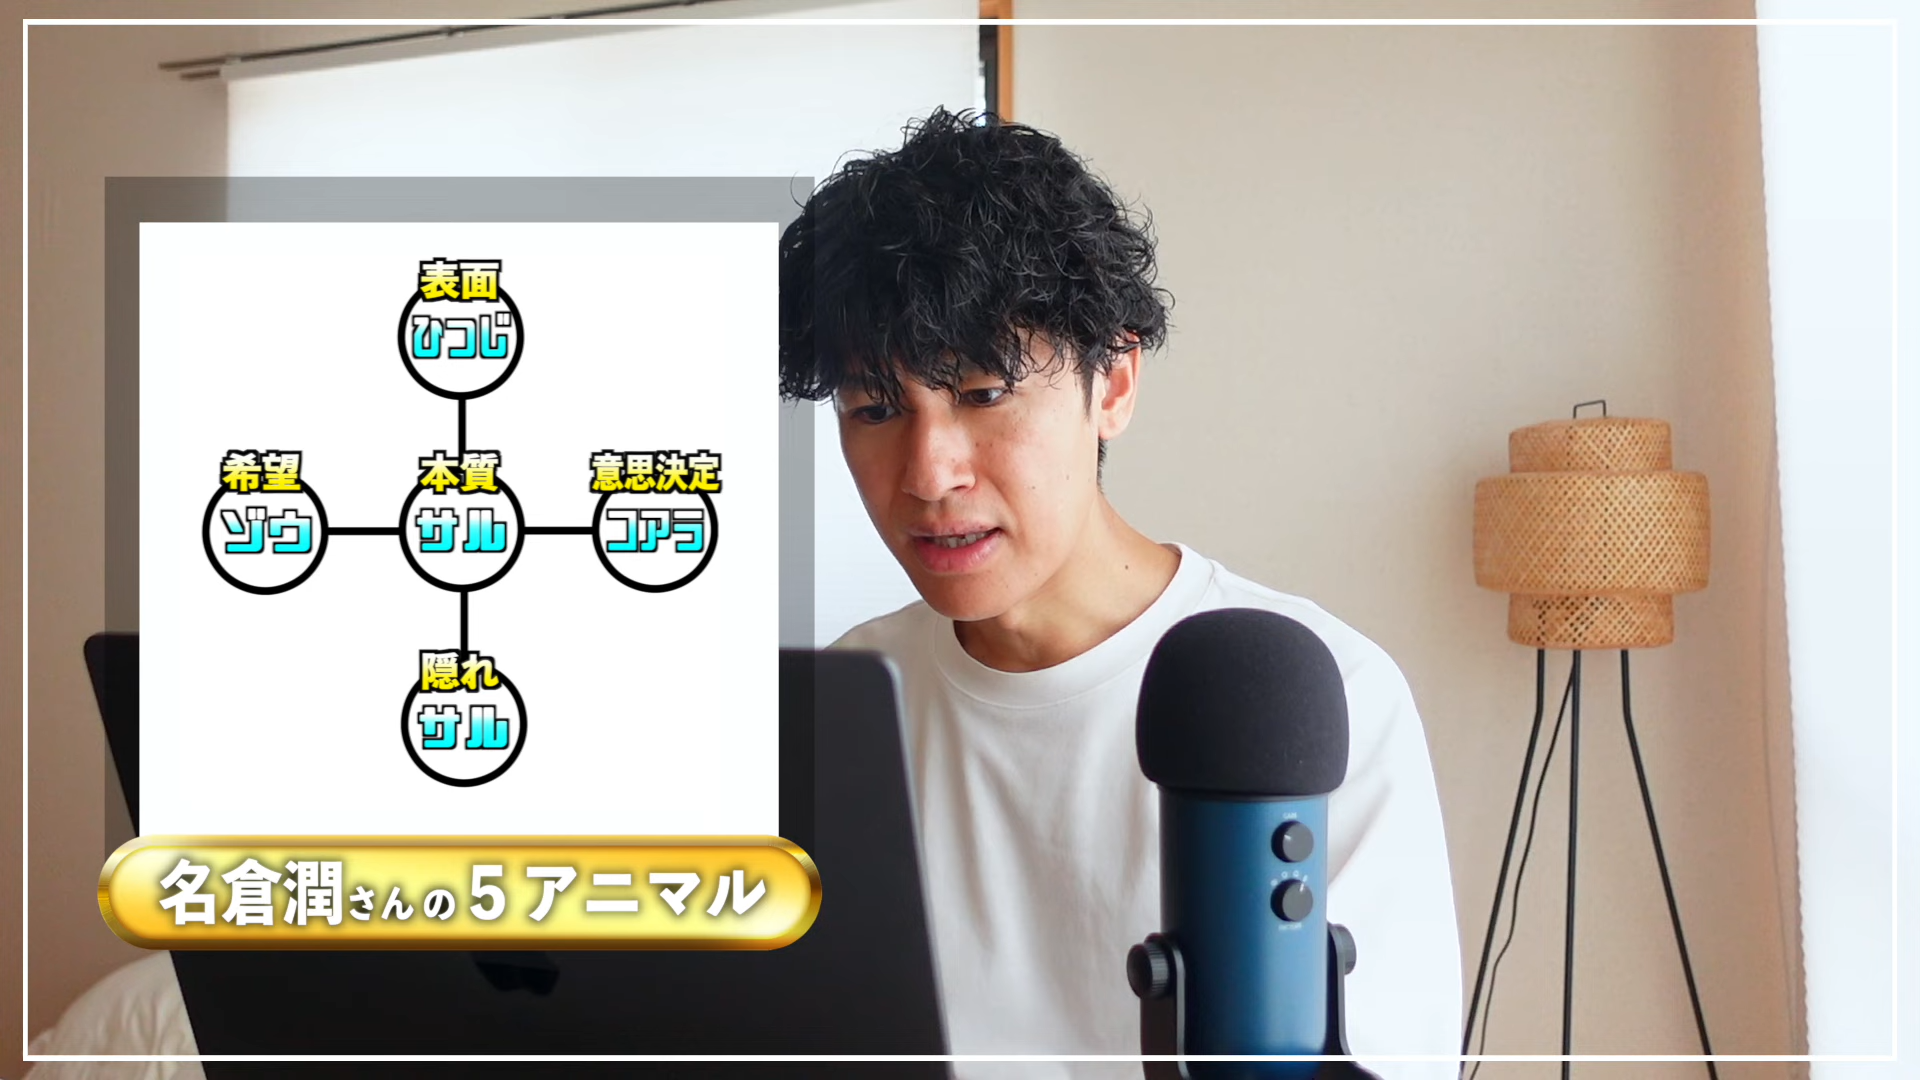 表面
ひつじ
希望
ゾウ
本質
サル
意思決定
コアラ
隠れ
サル
名倉潤さんの5アニマル